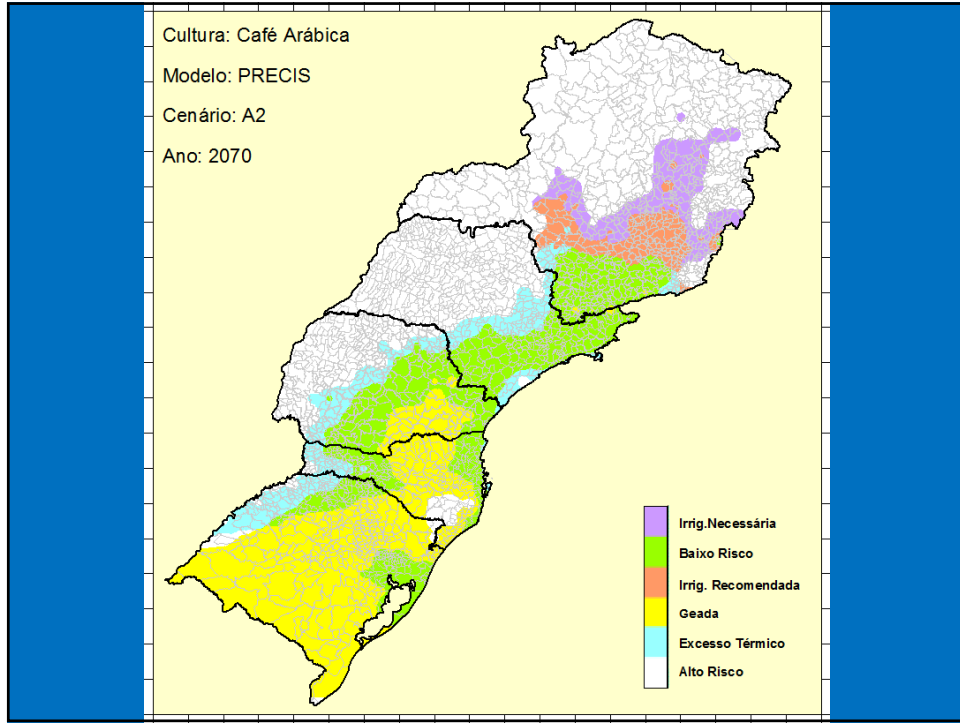 Cultura: Café Arábica
Modelo: PRECIS
Cenário: A2
Ano: 2070
Irrig.Necessária
Baixo Risco
Irrig. Recomendada
Geada
Excesso Térmico
Alto Risco